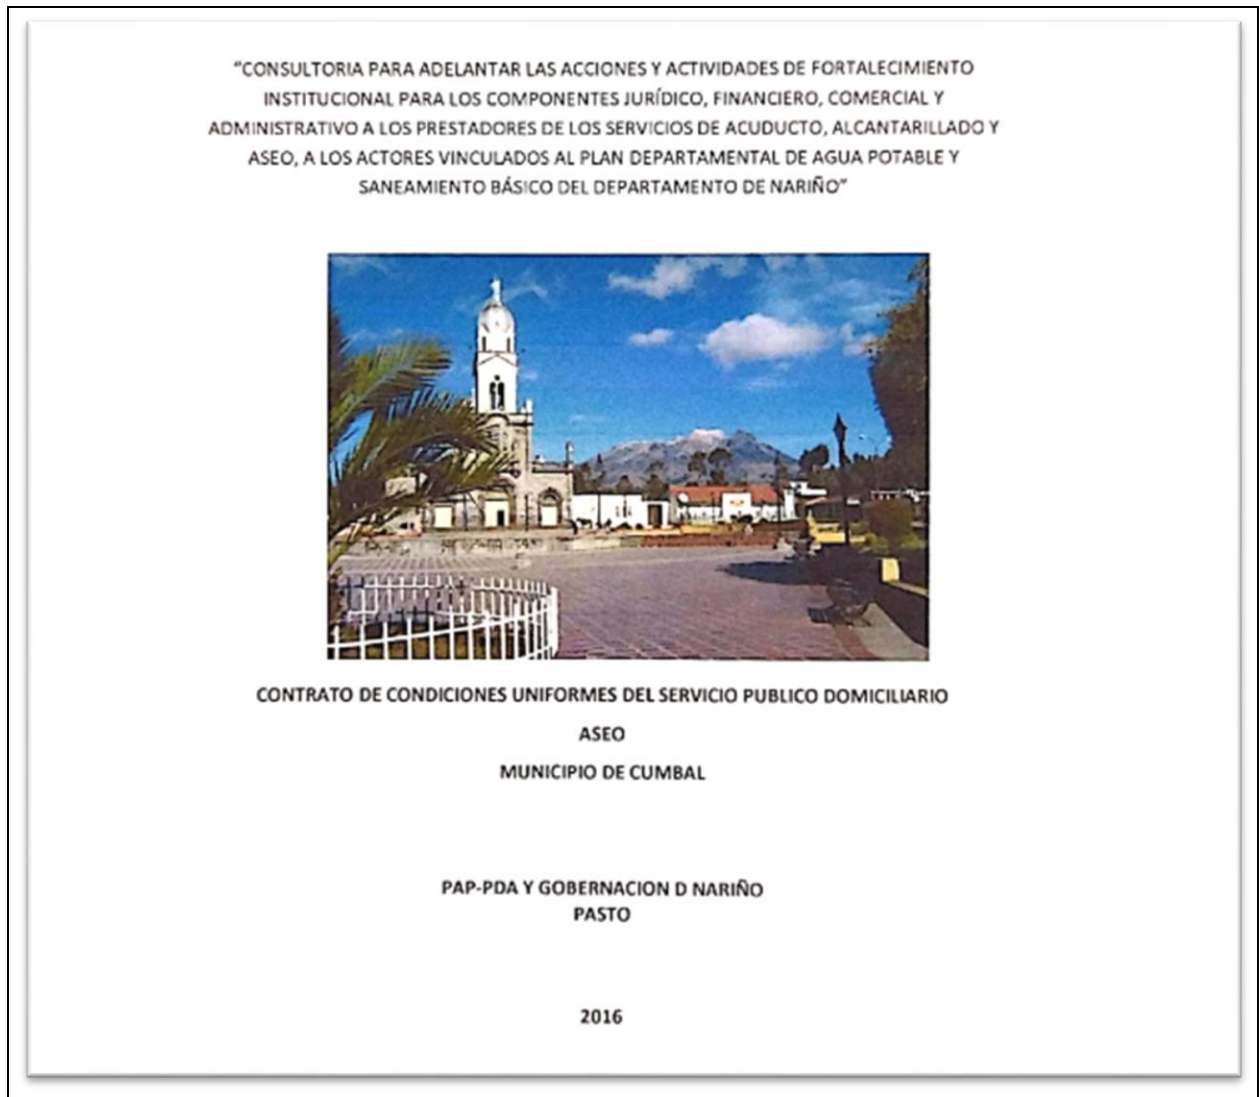 “CONSULTORIA PARA ADELANTAR LAS ACCIONES Y ACTIVIDADES DE FORTALECIMIENTO
INSTITUCIONAL PARA LOS COMPONENTES JURÍDICO, FINANCIERO, COMERCIAL Y
ADMINISTRATIVO A LOS PRESTADORES DE LOS SERVICIOS DE ACUDUCTO, ALCANTARILLADO Y
ASEO, A LOS ACTORES VINCULADOS AL PLAN DEPARTAMENTAL DE AGUA POTABLE Y
SANEAMIENTO BÁSICO DEL DEPARTAMENTO DE NARIÑO”
CONTRATO DE CONDICIONES UNIFORMES DEL SERVICIO PUBLICO DOMICILIARIO
ASEO
MUNICIPIO DE CUMBAL
PAP-PDA Y GOBERNACION D NARIÑO
PASTO
2016